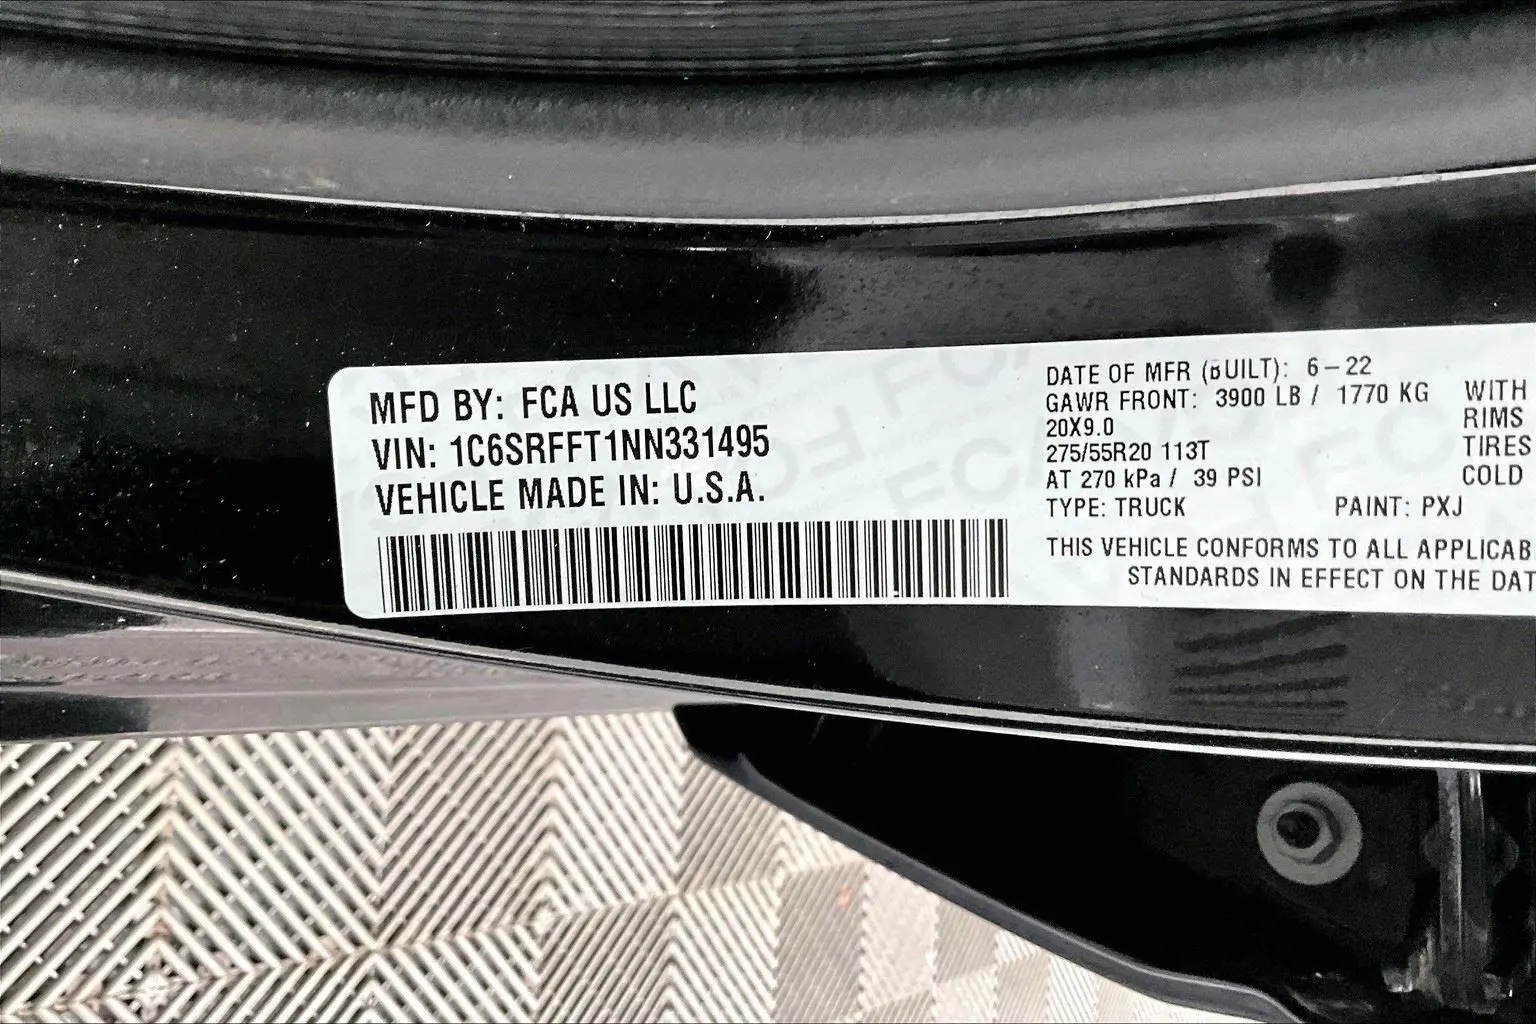 MFD BY: FCA US LLC
VIN: 1C6SRFFT1NN331495
VEHICLE MADE IN: U.S.A.
DATE OF MFR (BUILT): 6-22
GAWR FRONT: 3900 LB / 1770 KG WITH
20X9.0 RIMS
275/55R20 113T TIRES
AT 270 kPa / 39 PSI COLD
TYPE: TRUCK PAINT: PXJ
THIS VEHICLE CONFORMS TO ALL APPLICAB
STANDARDS IN EFFECT ON THE DAT